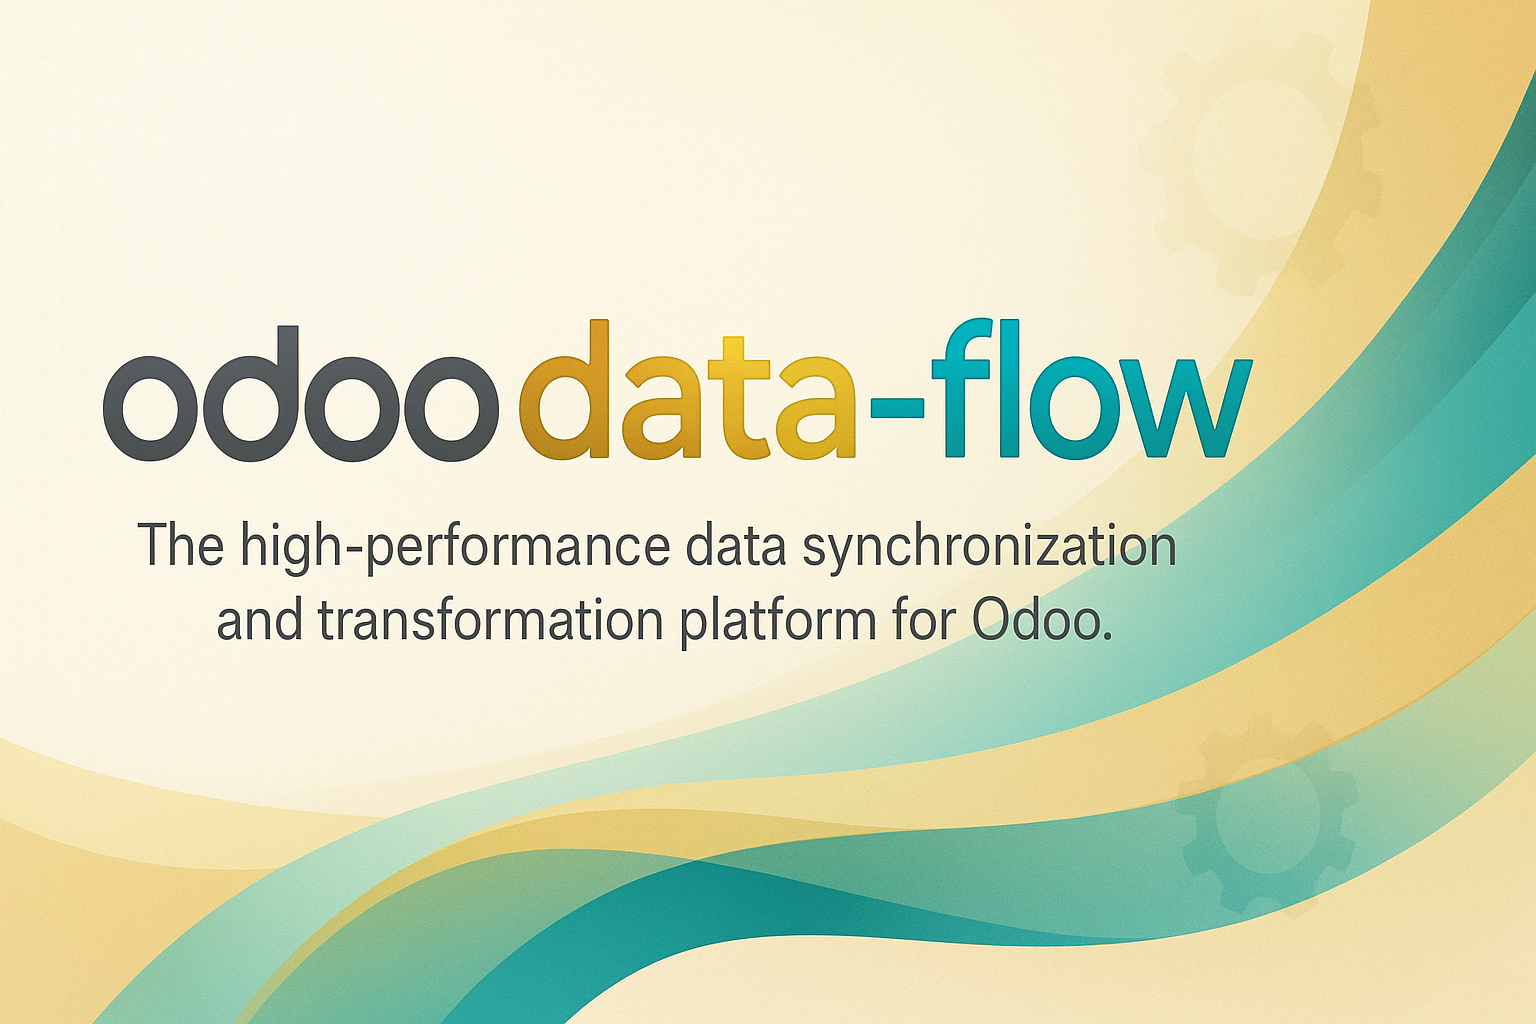 odoo data-flow
The high-performance data synchronization
and transformation platform for Odoo.